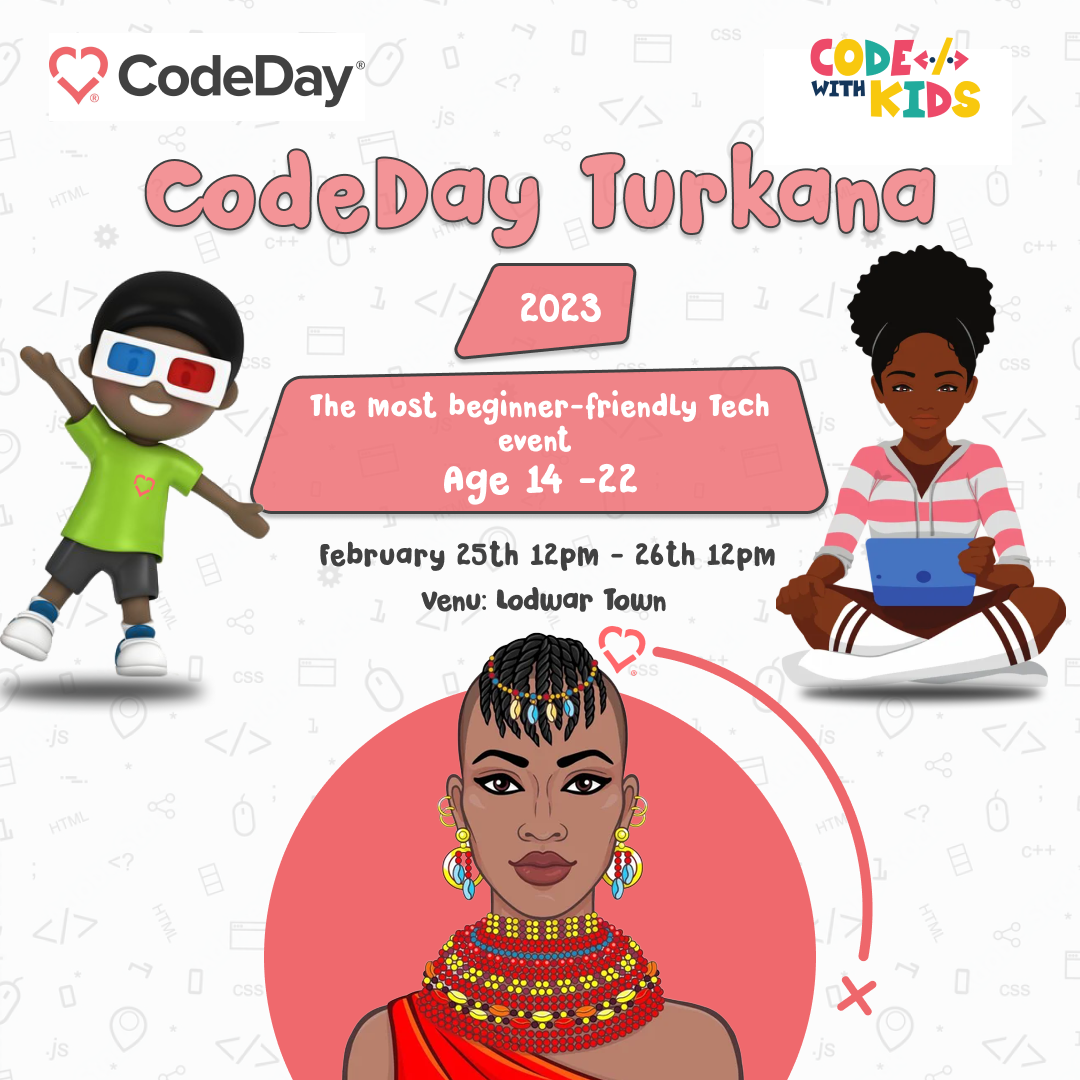 CodeDay®
CODE </>
WITH KIDS
CodeDay Turkana
2023
The most beginner-friendly Tech
event
Age 14 -22
february 25th 12pm - 26th 12pm
Venu: Lodwar Town